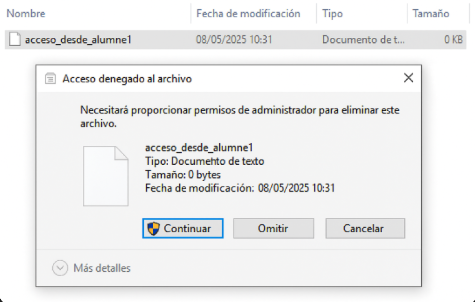 Nombre Fecha de modificación Tipo Tamaño
acceso_desde_alumne1 08/05/2025 10:31 Documento de t... 0 KB
Acceso denegado al archivo
Necesitará proporcionar permisos de administrador para eliminar este
archivo.
acceso_desde_alumne1
Tipo: Documento de texto
Tamaño: 0 bytes
Fecha de modificación: 08/05/2025 10:31
Continuar Omitir Cancelar
Más detalles